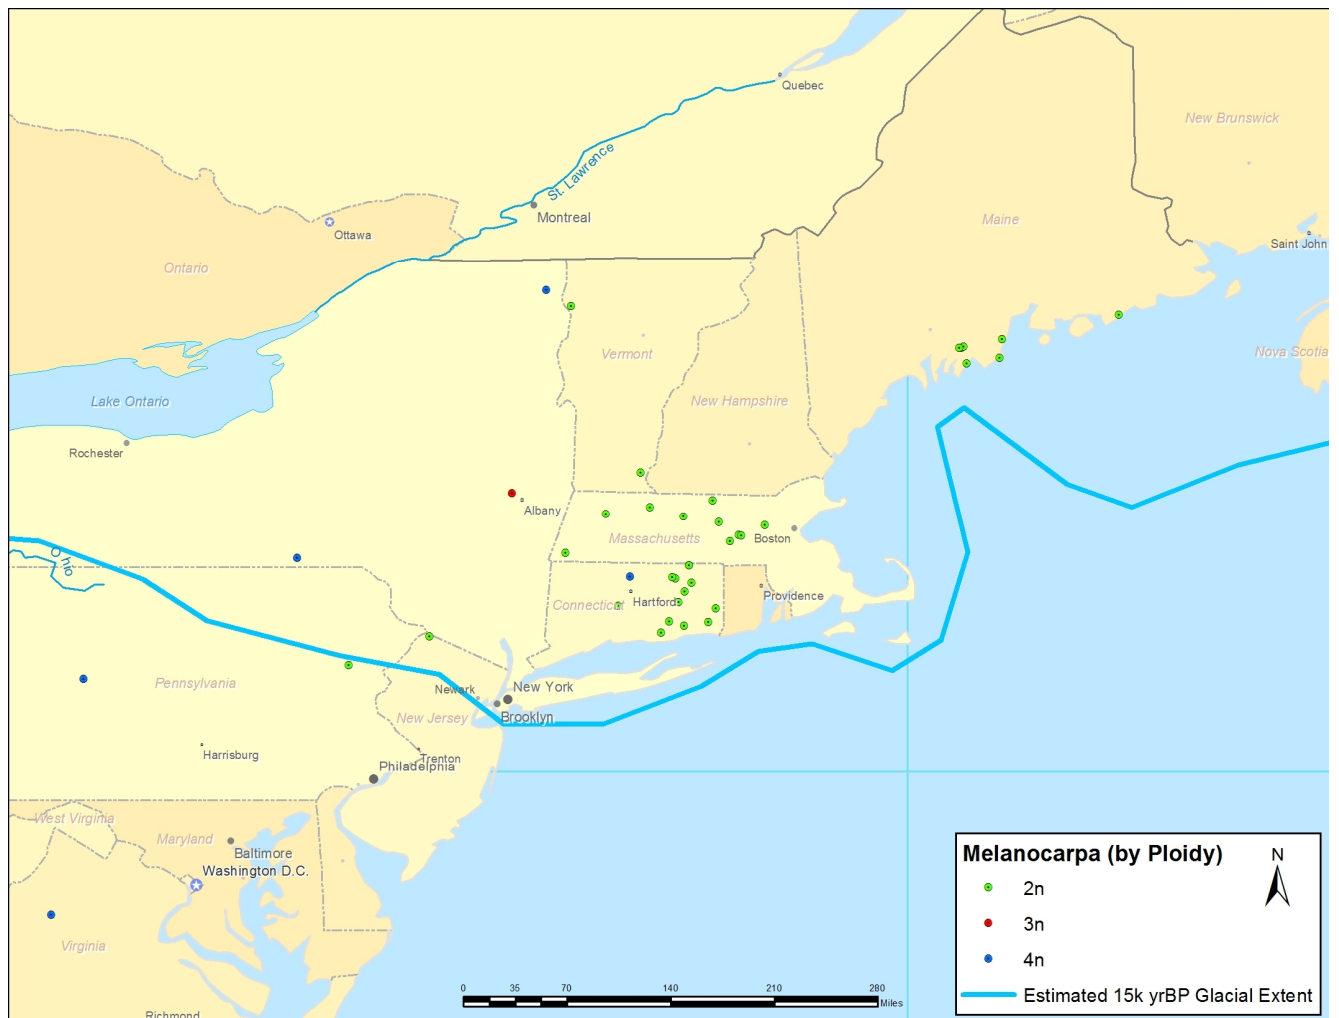 Quebec
New Brunswick
St. Lawrence
Montreal
Maine
Ottawa
Saint John
Ontario
Vermont
Nova Scotia
Lake Ontario
New Hampshire
Rochester
Albany
Massachusetts
Boston
Ohio
Connecticut
Hartford
Providence
Pennsylvania
Newark
New York
New Jersey
Brooklyn
Harrisburg
Trenton
Philadelphia
West Virginia
Maryland
Baltimore
Washington D.C.
Virginia
Richmond
Melanocarpa (by Ploidy)
N
2n
3n
4n
Estimated 15k yrBP Glacial Extent
0 35 70 140 210 280
Miles